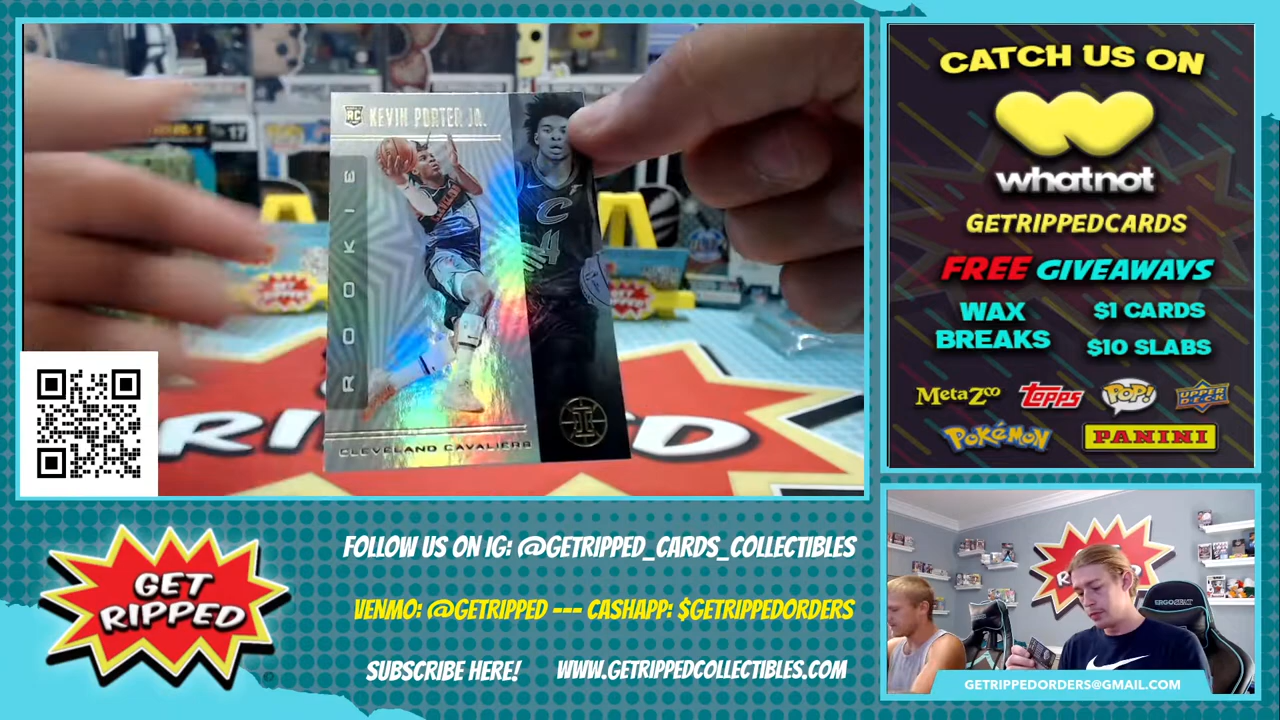 17
RC KEVIN PORTER JR.
ROOKIE
CLEVELAND CAVALIERS
C
4
CATCH US ON
whatnot
GETRIPPEDCARDS
FREE GIVEAWAYS
WAX BREAKS
$1 CARDS
$10 SLABS
MetaZoo
Topps
POP!
UPPER DECK
Pokémon
PANINI
GET RIPPED
FOLLOW US ON IG: @GETRIPPED_CARDS_COLLECTIBLES
VENMO: @GETRIPPED --- CASHAPP: $GETRIPPEDORDERS
SUBSCRIBE HERE!
WWW.GETRIPPEDCOLLECTIBLES.COM
GETRIPPEDORDERS@GMAIL.COM